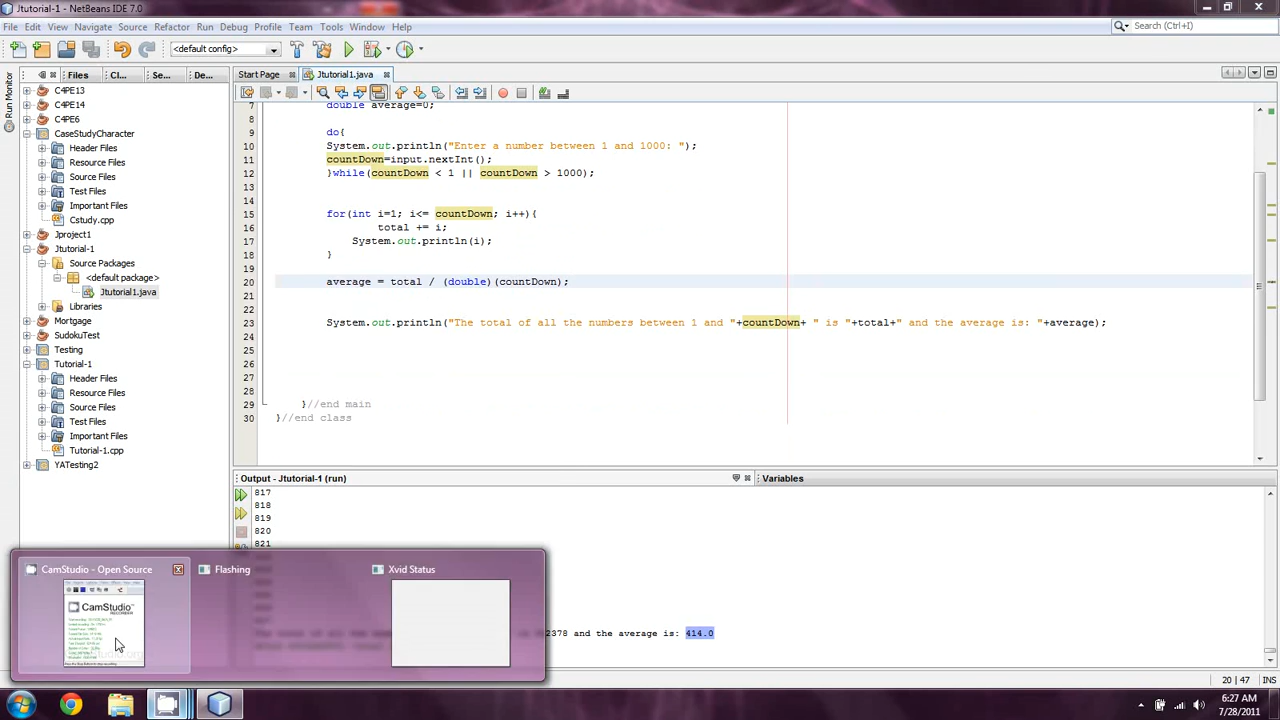 Jtutorial-1 - NetBeans IDE 7.0
File Edit View Navigate Source Refactor Run Debug Profile Team Tools Window Help
Search (Ctrl+I)
<default config>
Run Monitor
Files Cl... Se... De...
Start Page Jtutorial1.java
C4PE13
C4PE14
C4PE6
CaseStudyCharacter
Header Files
Resource Files
Source Files
Test Files
Important Files
Cstudy.cpp
Jproject1
Jtutorial-1
Source Packages
<default package>
Jtutorial1.java
Libraries
Mortgage
SudokuTest
Testing
Tutorial-1
Header Files
Resource Files
Source Files
Test Files
Important Files
Tutorial-1.cpp
YATesting2
7 double average=0;
8
9 do{
10 System.out.println("Enter a number between 1 and 1000: ");
11 countDown=input.nextInt();
12 }while(countDown < 1 || countDown > 1000);
13
14
15 for(int i=1; i<= countDown; i++){
16 total += i;
17 System.out.println(i);
18 }
19
20 average = total / (double)(countDown);
21
22
23 System.out.println("The total of all the numbers between 1 and "+countDown+ " is "+total+" and the average is: "+average);
24
25
26
27
28
29 }//end main
30 }//end class
Output - Jtutorial-1 (run)
Variables
817
818
819
820
821
2378 and the average is: 414.0
CamStudio - Open Source
Flashing
Xvid Status
CamStudio
RECORDER
20 | 47 INS
6:27 AM
7/28/2011